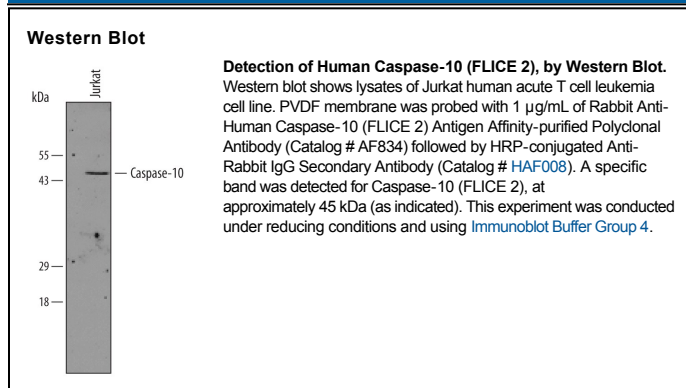 Western Blot
kDa
Jurkat
55
43
Caspase-10
29
18
Detection of Human Caspase-10 (FLICE 2), by Western Blot.
Western blot shows lysates of Jurkat human acute T cell leukemia
cell line. PVDF membrane was probed with 1 µg/mL of Rabbit Anti-
Human Caspase-10 (FLICE 2) Antigen Affinity-purified Polyclonal
Antibody (Catalog # AF834) followed by HRP-conjugated Anti-
Rabbit IgG Secondary Antibody (Catalog # HAF008). A specific
band was detected for Caspase-10 (FLICE 2), at
approximately 45 kDa (as indicated). This experiment was conducted
under reducing conditions and using Immunoblot Buffer Group 4.